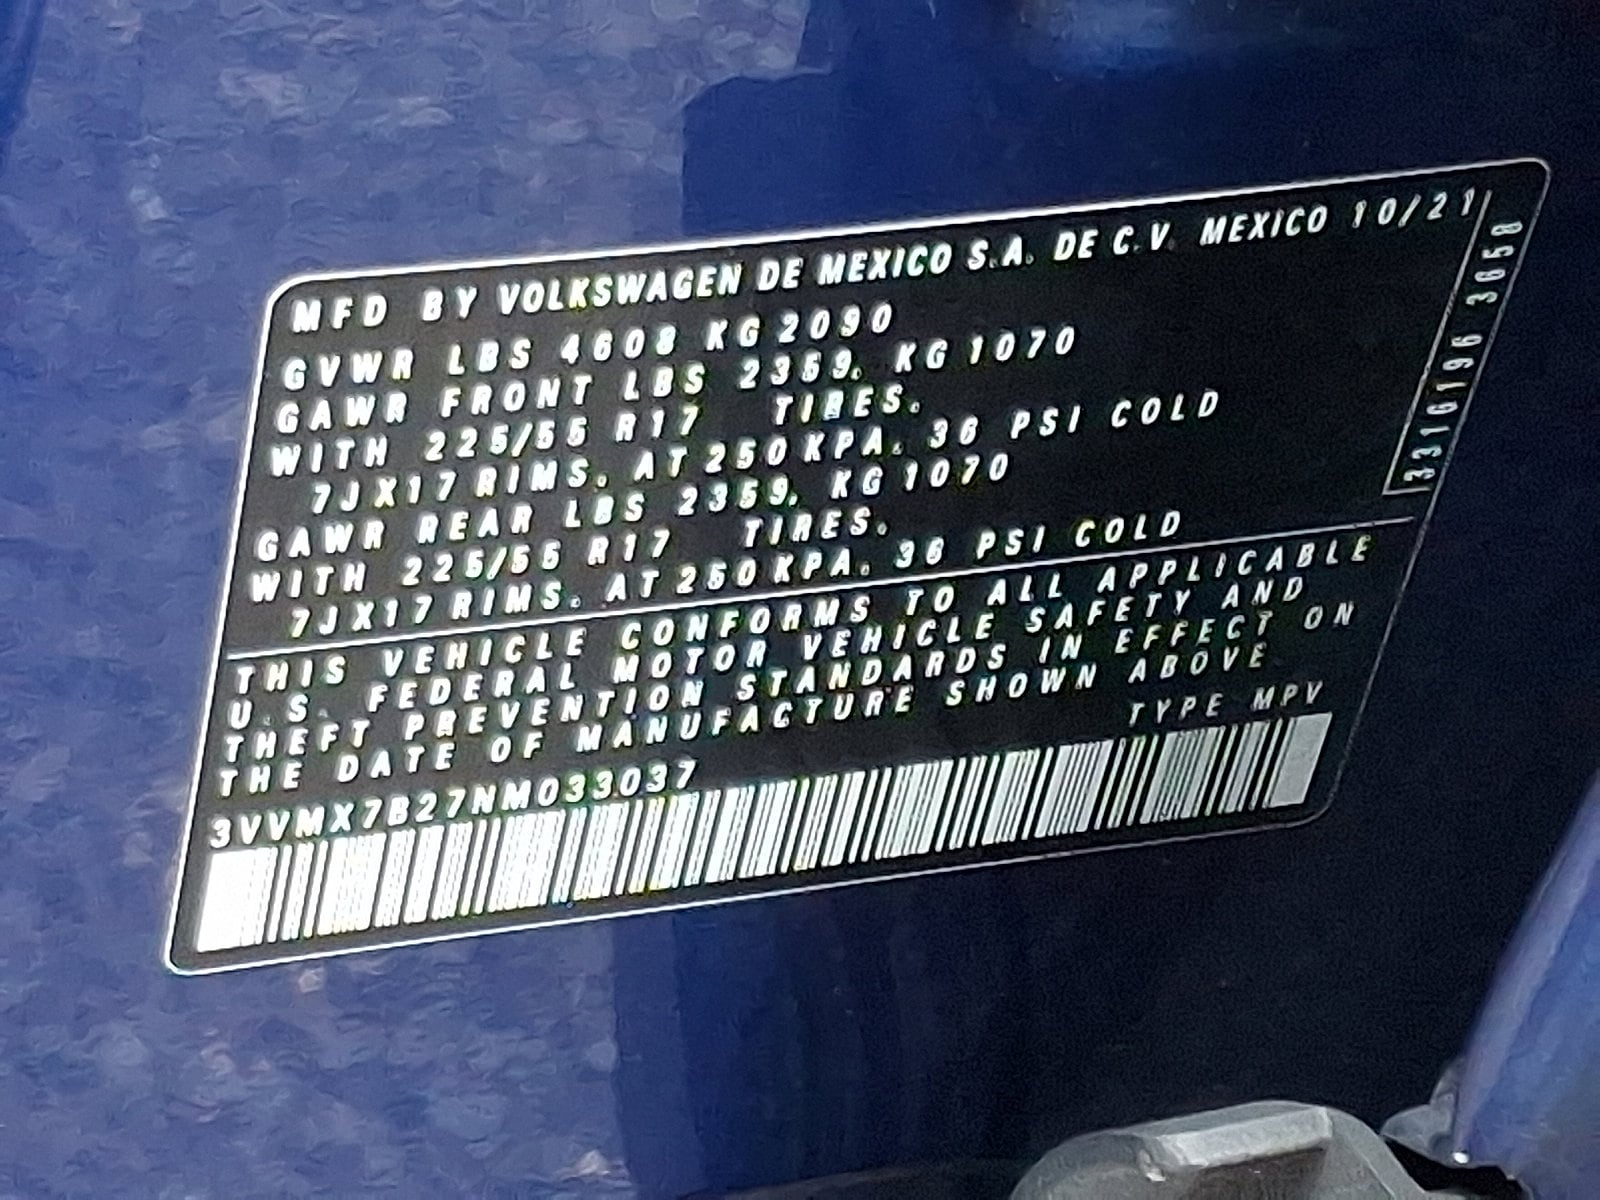 MFD BY VOLKSWAGEN DE MEXICO S.A. DE C.V. MEXICO 10/21
GVWR LBS 4608 KG 2090
GAWR FRONT LBS 2359, KG 1070
WITH 225/55 R17 TIRES,
7JX17 RIMS, AT 250 KPA, 36 PSI COLD
GAWR REAR LBS 2359, KG 1070
WITH 225/55 R17 TIRES,
7JX17 RIMS, AT 250 KPA, 36 PSI COLD
THIS VEHICLE CONFORMS TO ALL APPLICABLE
U.S. FEDERAL MOTOR VEHICLE SAFETY AND
THEFT PREVENTION STANDARDS IN EFFECT ON
THE DATE OF MANUFACTURE SHOWN ABOVE
TYPE MPV
3VVMX7B27NM033037
3316196 3658